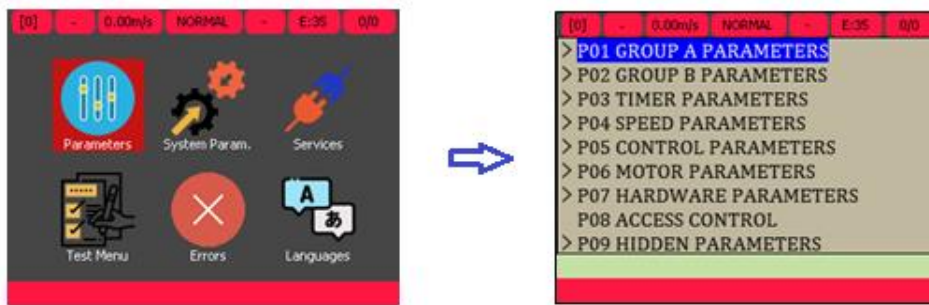 [0] - 0.00m/s NORMAL - E:35 0/0
Parameters System Param. Services
Test Menu Errors Languages
A
あ
[0] - 0.00m/s NORMAL - E:35 0/0
> P01 GROUP A PARAMETERS
> P02 GROUP B PARAMETERS
> P03 TIMER PARAMETERS
> P04 SPEED PARAMETERS
> P05 CONTROL PARAMETERS
> P06 MOTOR PARAMETERS
> P07 HARDWARE PARAMETERS
P08 ACCESS CONTROL
> P09 HIDDEN PARAMETERS